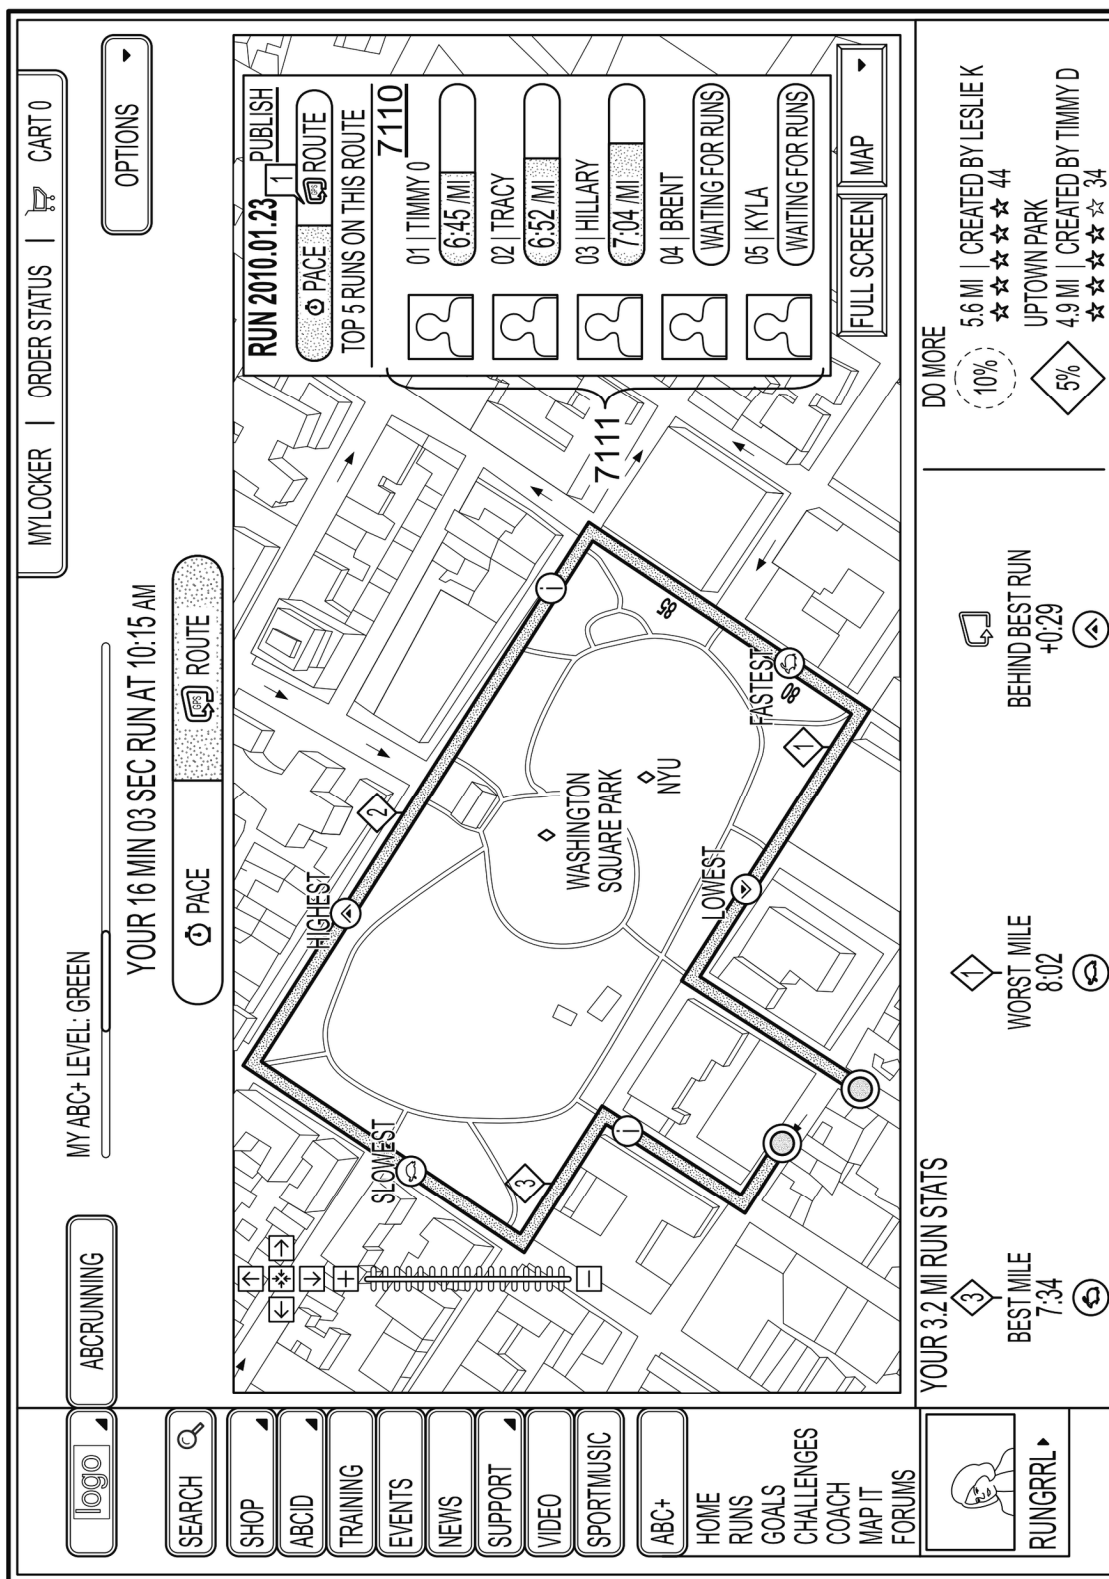 MYLOCKER | ORDER STATUS | CART 0
logo
ABCRUNNING
MY ABC+ LEVEL: GREEN
OPTIONS
YOUR 16 MIN 03 SEC RUN AT 10:15 AM
PACE
GPS ROUTE
SEARCH
SHOP
ABCID
TRAINING
EVENTS
NEWS
SUPPORT
VIDEO
SPORTMUSIC
ABC+
HOME
RUNS
GOALS
CHALLENGES
COACH
MAP IT
FORUMS
RUNGRRL
SLOWEST
HIGHEST
2
3
WASHINGTON
SQUARE PARK
NYU
LOWEST
1
FASTEST
80
85
i
i
RUN 2010.01.23 PUBLISH
1
PACE GPS ROUTE
TOP 5 RUNS ON THIS ROUTE
7110
01 | TIMMY 0
6:45 /MI
02 | TRACY
6:52 /MI
03 | HILLARY
7:04 /MI
04 | BRENT
WAITING FOR RUNS
05 | KYLA
WAITING FOR RUNS
7111
FULL SCREEN
MAP
YOUR 3.2 MI RUN STATS
3
BEST MILE
7:34
1
WORST MILE
8:02
BEHIND BEST RUN
+0:29
DO MORE
10%
5.6 MI | CREATED BY LESLIE K
44
5%
UPTOWN PARK
4.9 MI | CREATED BY TIMMY D
34